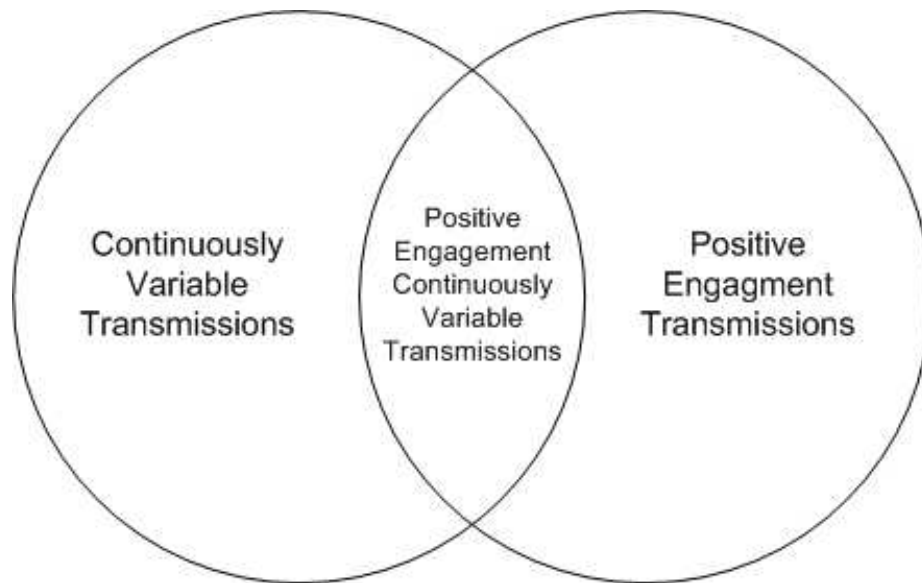 Continuously
Variable
Transmissions
Positive
Engagement
Continuously
Variable
Transmissions
Positive
Engagment
Transmissions